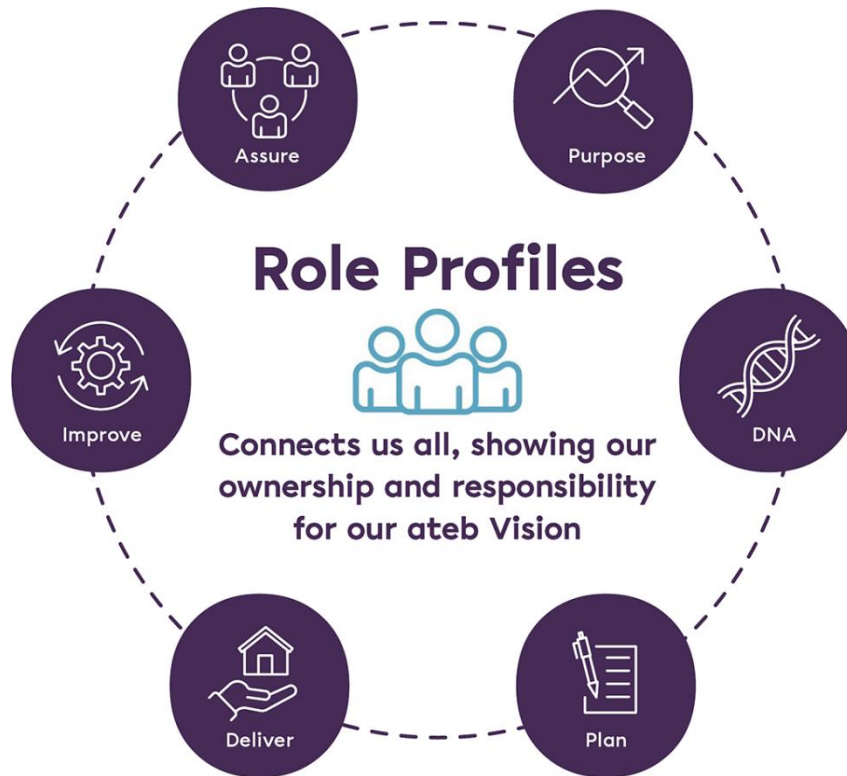 Assure
Purpose
Role Profiles
Improve
DNA
Connects us all, showing our
ownership and responsibility
for our ateb Vision
Deliver
Plan